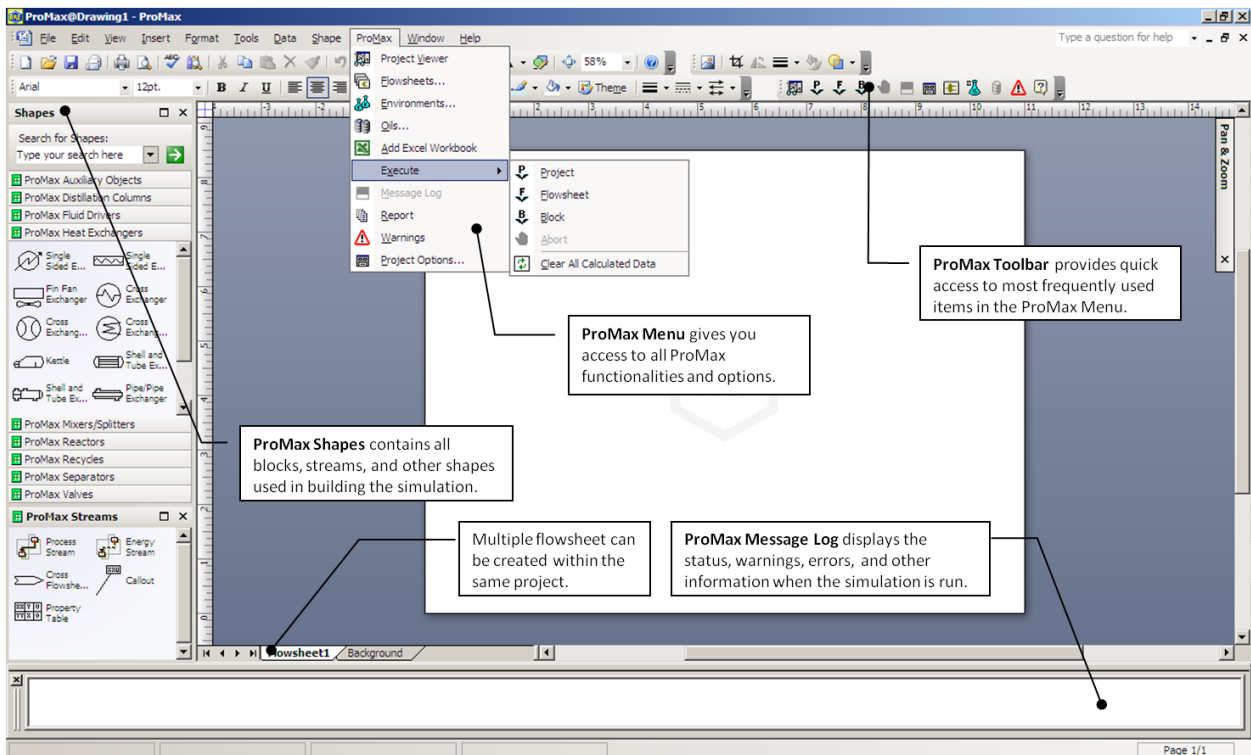 ProMax@Drawing1 - ProMax
File Edit View Insert Format Tools Data Shape ProMax Window Help
Type a question for help
58%
Arial 12pt. B I U Theme
Shapes
Search for Shapes:
Type your search here
ProMax Auxiliary Objects
ProMax Distillation Columns
ProMax Fluid Drivers
ProMax Heat Exchangers
Single Sided E...
Single Sided E...
Fin Fan Exchanger
Cross Exchanger
Cross Exchang...
Cross Exchang...
Kettle
Shell and Tube Ex...
Shell and Tube Ex...
Pipe/Pipe Exchanger
ProMax Mixers/Splitters
ProMax Reactors
ProMax Recycles
ProMax Separators
ProMax Valves
ProMax Streams
Process Stream
Energy Stream
Cross Flowshe...
Callout
Property Table
Project Viewer
Flowsheets...
Environments...
Oils...
Add Excel Workbook
Execute
Message Log
Report
Warnings
Project Options...
Project
Flowsheet
Block
Abort
Clear All Calculated Data
Pan & Zoom
ProMax Toolbar provides quick
access to most frequently used
items in the ProMax Menu.
ProMax Menu gives you
access to all ProMax
functionalities and options.
ProMax Shapes contains all
blocks, streams, and other shapes
used in building the simulation.
Multiple flowsheet can
be created within the
same project.
ProMax Message Log displays the
status, warnings, errors, and other
information when the simulation is run.
Flowsheet1 Background
Page 1/1